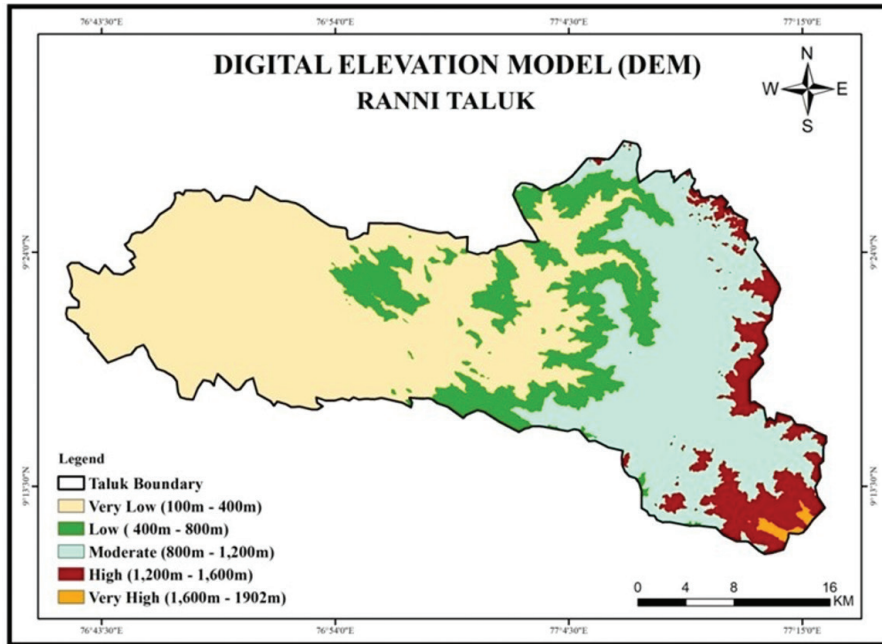 76°43'30"E 76°54'0"E 77°4'30"E 77°15'0"E
DIGITAL ELEVATION MODEL (DEM)
RANNI TALUK
N
W E
S
9°24'0"N 9°24'0"N
9°13'30"N 9°13'30"N
Legend
Taluk Boundary
Very Low (100m - 400m)
Low ( 400m - 800m)
Moderate (800m - 1,200m)
High (1,200m - 1,600m)
Very High (1,600m - 1902m)
0 4 8 16
KM
76°43'30"E 76°54'0"E 77°4'30"E 77°15'0"E